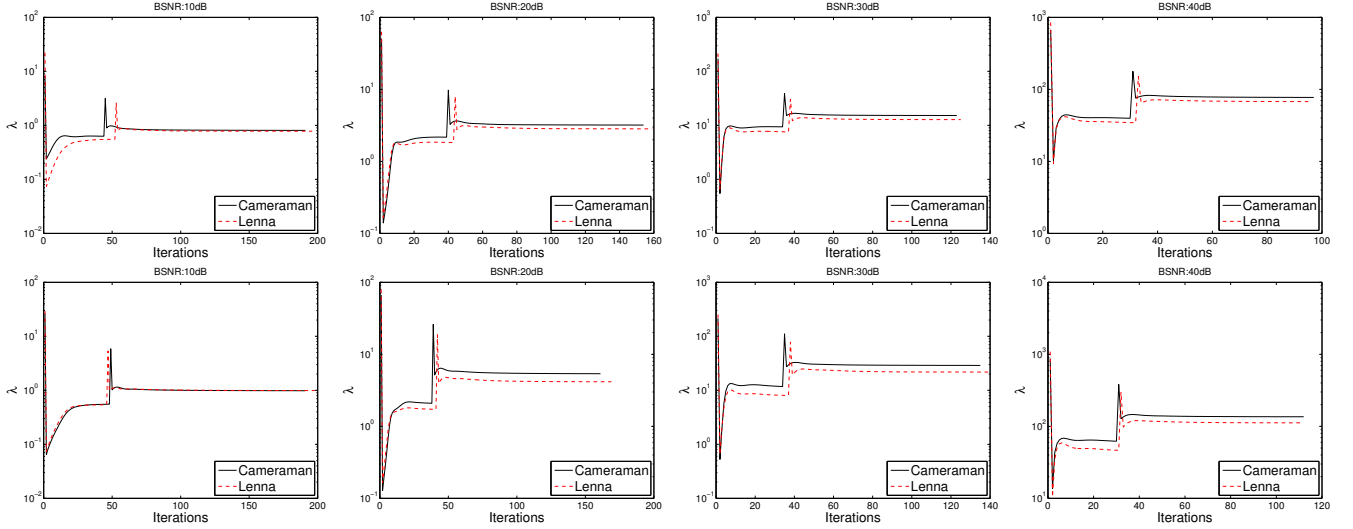 BSNR:10dB
λ
10^2
10^1
10^0
10^-1
10^-2
0 50 100 150 200
Iterations
Cameraman
Lenna
BSNR:20dB
λ
10^2
10^1
10^0
10^-1
0 20 40 60 80 100 120 140 160
Iterations
Cameraman
Lenna
BSNR:30dB
λ
10^3
10^2
10^1
10^0
10^-1
0 20 40 60 80 100 120 140
Iterations
Cameraman
Lenna
BSNR:40dB
λ
10^3
10^2
10^1
10^0
0 20 40 60 80 100
Iterations
Cameraman
Lenna
BSNR:10dB
λ
10^2
10^1
10^0
10^-1
10^-2
0 50 100 150 200
Iterations
Cameraman
Lenna
BSNR:20dB
λ
10^2
10^1
10^0
10^-1
0 50 100 150 200
Iterations
Cameraman
Lenna
BSNR:30dB
λ
10^3
10^2
10^1
10^0
10^-1
0 20 40 60 80 100 120 140
Iterations
Cameraman
Lenna
BSNR:40dB
λ
10^4
10^3
10^2
10^1
0 20 40 60 80 100 120
Iterations
Cameraman
Lenna